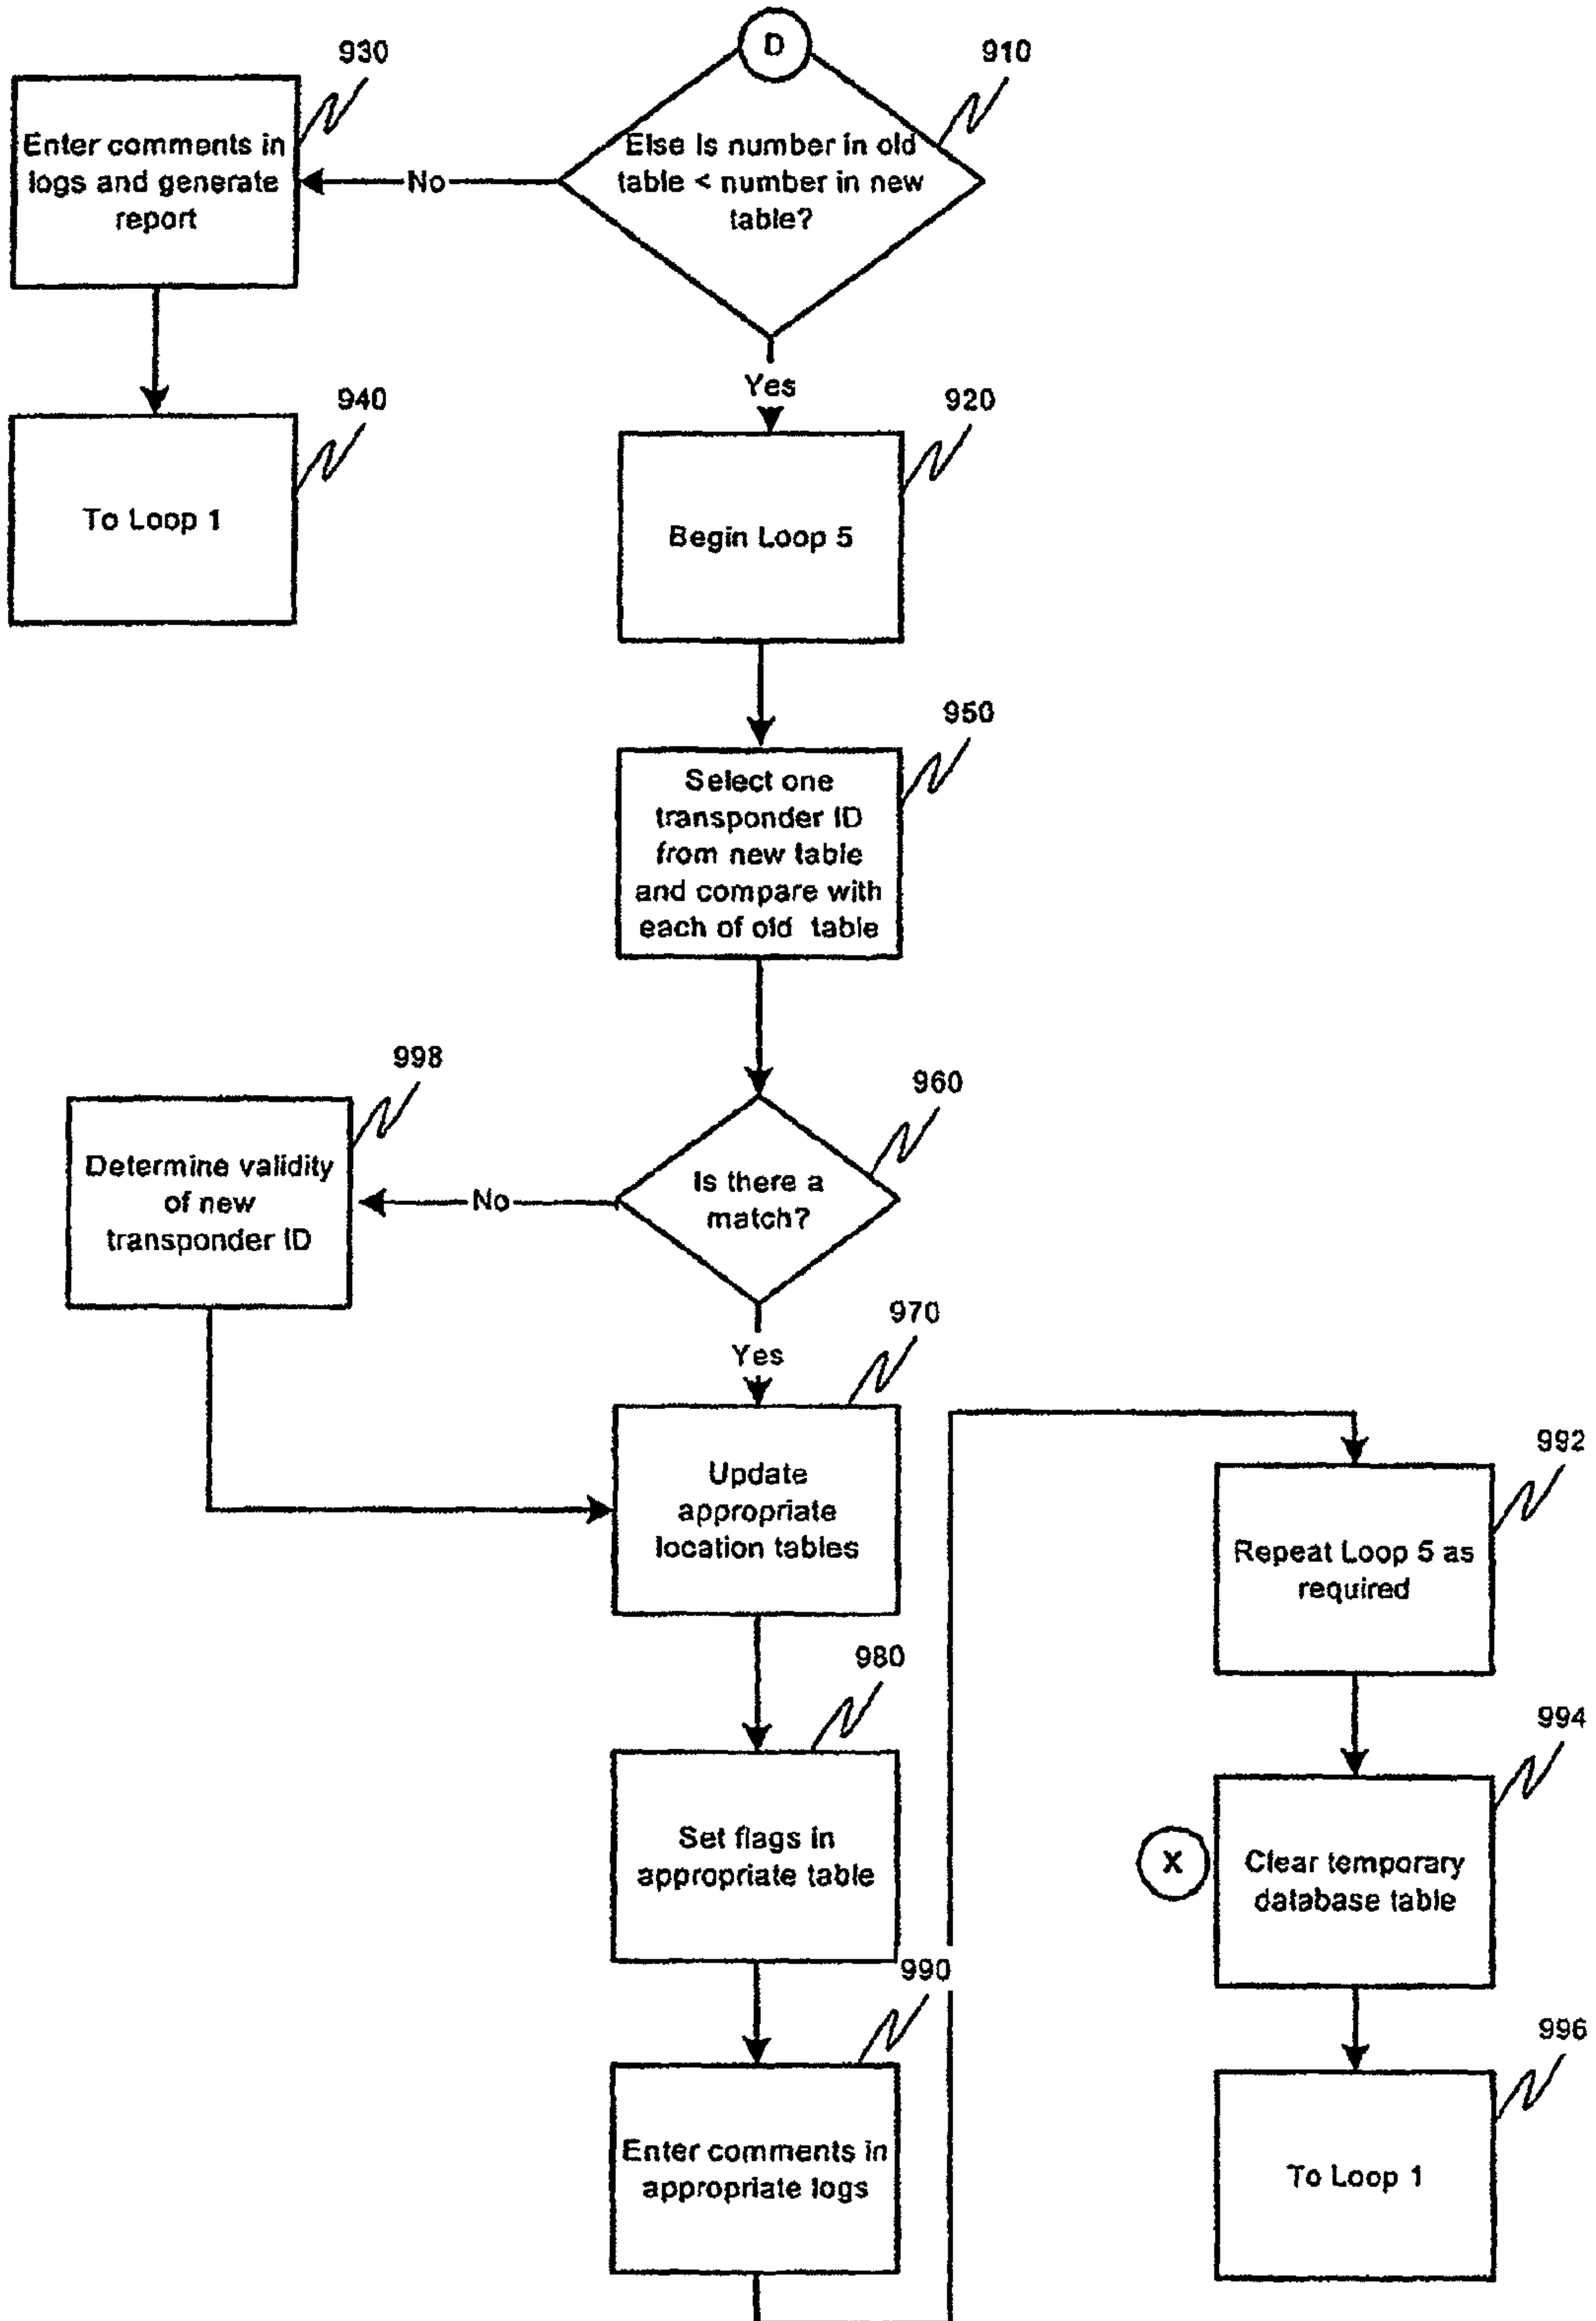 D
910
Else Is number in old
table < number in new
table?
930
Enter comments in
logs and generate
report
No
940
To Loop 1
Yes
920
Begin Loop 5
950
Select one
transponder ID
from new table
and compare with
each of old table
960
Is there a
match?
998
Determine validity
of new
transponder ID
No
Yes
970
Update
appropriate
location tables
980
Set flags in
appropriate table
990
Enter comments in
appropriate logs
992
Repeat Loop 5 as
required
994
X
Clear temporary
database table
996
To Loop 1